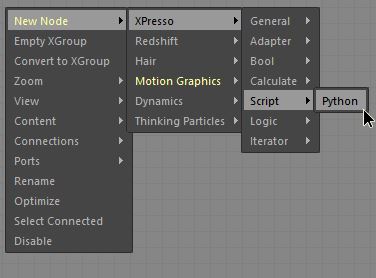 New Node
Empty XGroup
Convert to XGroup
Zoom
View
Content
Connections
Ports
Rename
Optimize
Select Connected
Disable
XPresso
Redshift
Hair
Motion Graphics
Dynamics
Thinking Particles
General
Adapter
Bool
Calculate
Script
Logic
Iterator
Python